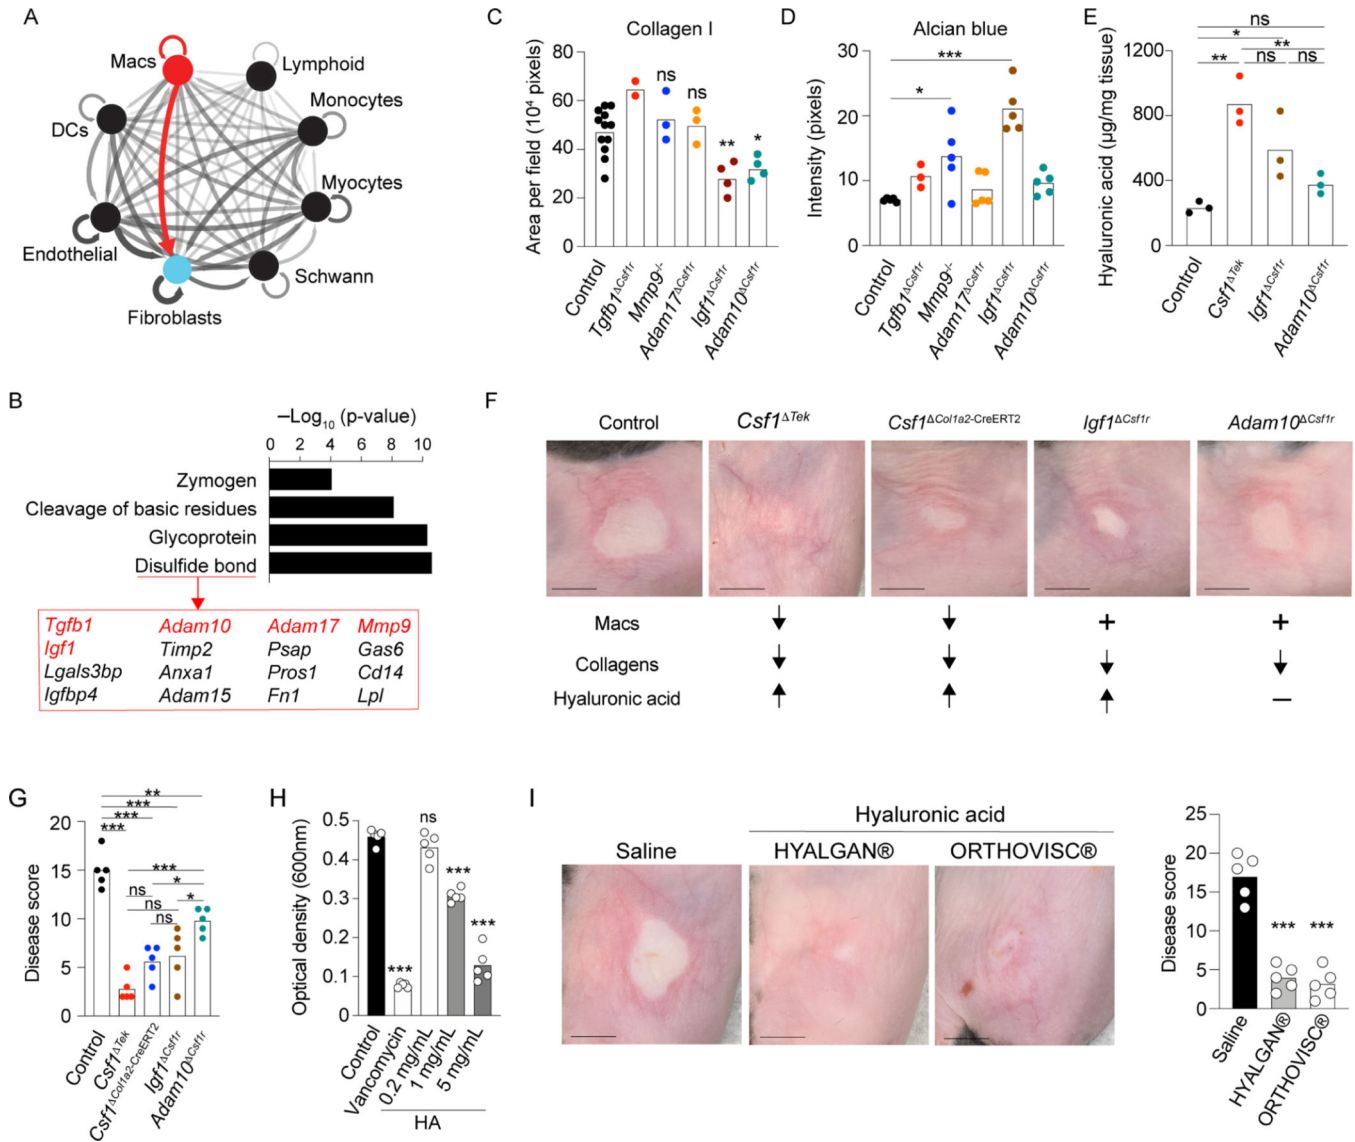 A
Macs
Lymphoid
Monocytes
DCs
Myocytes
Endothelial
Schwann
Fibroblasts
B
–Log10 (p-value)
0 2 4 6 8 10
Zymogen
Cleavage of basic residues
Glycoprotein
Disulfide bond
Tgfb1 Adam10 Adam17 Mmp9
Igf1 Timp2 Psap Gas6
Lgals3bp Anxa1 Pros1 Cd14
Igfbp4 Adam15 Fn1 Lpl
C
Collagen I
Area per field (10⁴ pixels)
80
60
40
20
0
ns
ns
**
*
Control
Tgfb1ΔCsf1r
Mmp9-/-
Adam17ΔCsf1r
Igf1ΔCsf1r
Adam10ΔCsf1r
D
Alcian blue
Intensity (pixels)
30
20
10
0
***
*
Control
Tgfb1ΔCsf1r
Mmp9-/-
Adam17ΔCsf1r
Igf1ΔCsf1r
Adam10ΔCsf1r
E
Hyaluronic acid (µg/mg tissue)
1200
800
400
0
ns
*
**
** ns ns
Control
Csf1ΔTek
Igf1ΔCsf1r
Adam10ΔCsf1r
F
Control Csf1ΔTek Csf1ΔCol1a2-CreERT2 Igf1ΔCsf1r Adam10ΔCsf1r
Macs ↓ ↓ + +
Collagens ↓ ↓ ↓ ↓
Hyaluronic acid ↑ ↑ ↑ –
G
Disease score
20
15
10
5
0
**
***
***
***
***
ns *
ns *
ns
Control
Csf1ΔTek
Csf1ΔCol1a2-CreERT2
Igf1ΔCsf1r
Adam10ΔCsf1r
H
Optical density (600nm)
0.5
0.4
0.3
0.2
0.1
0
***
ns
***
***
Control
Vancomycin
0.2 mg/mL
1 mg/mL
5 mg/mL
HA
I
Hyaluronic acid
Saline HYALGAN® ORTHOVISC®
Disease score
25
20
15
10
5
0
*** ***
Saline
HYALGAN®
ORTHOVISC®